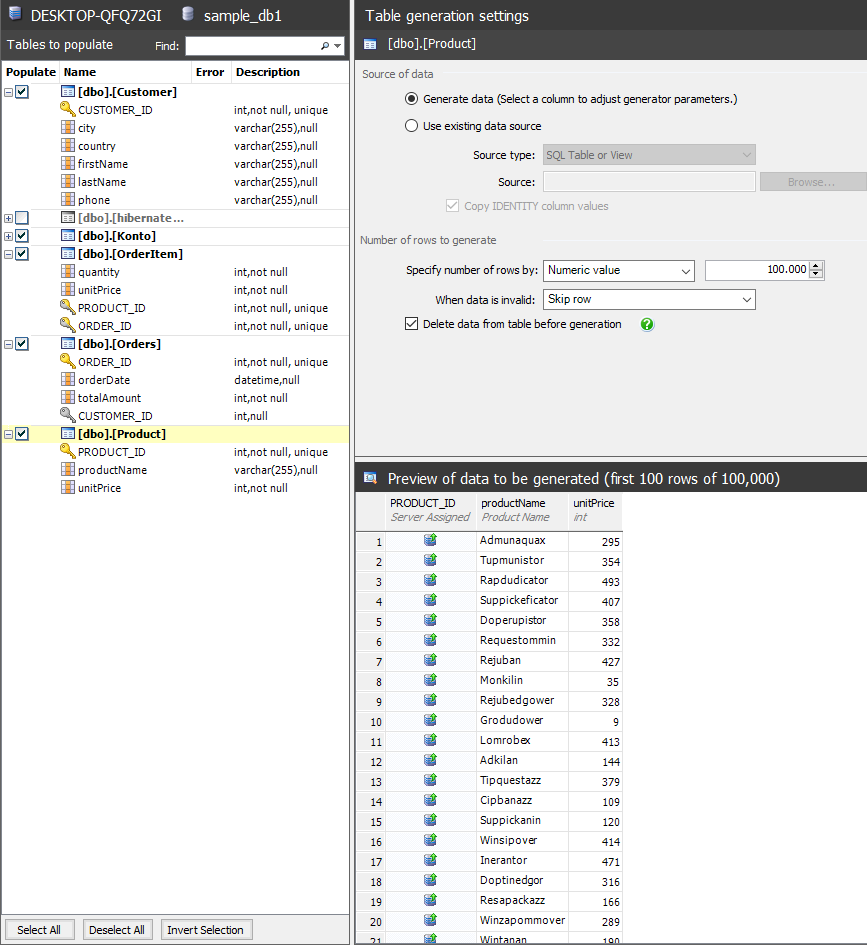 DESKTOP-QFQ72GI sample_db1
Tables to populate Find:
Populate Name Error Description
[dbo].[Customer]
CUSTOMER_ID int,not null, unique
city varchar(255),null
country varchar(255),null
firstName varchar(255),null
lastName varchar(255),null
phone varchar(255),null
[dbo].[hibernate...
[dbo].[Konto]
[dbo].[OrderItem]
quantity int,not null
unitPrice int,not null
PRODUCT_ID int,not null, unique
ORDER_ID int,not null, unique
[dbo].[Orders]
ORDER_ID int,not null, unique
orderDate datetime,null
totalAmount int,not null
CUSTOMER_ID int,null
[dbo].[Product]
PRODUCT_ID int,not null, unique
productName varchar(255),null
unitPrice int,not null
Select All Deselect All Invert Selection
Table generation settings
[dbo].[Product]
Source of data
Generate data (Select a column to adjust generator parameters.)
Use existing data source
Source type: SQL Table or View
Source: Browse...
Copy IDENTITY column values
Number of rows to generate
Specify number of rows by: Numeric value 100.000
When data is invalid: Skip row
Delete data from table before generation ?
Preview of data to be generated (first 100 rows of 100,000)
PRODUCT_ID productName unitPrice
Server Assigned Product Name int
1 Admunaquax 295
2 Tupmunistor 354
3 Rapdudicator 493
4 Suppickeficator 407
5 Doperupistor 358
6 Requestommin 332
7 Rejuban 427
8 Monkilin 35
9 Rejubedgower 328
10 Grodudower 9
11 Lomrobex 413
12 Adkilan 144
13 Tipquestazz 379
14 Cipbanazz 109
15 Suppickanin 120
16 Winsipover 414
17 Inerantor 471
18 Doptinedgor 316
19 Resapackazz 166
20 Winzapommover 289
21 Wintanan 190